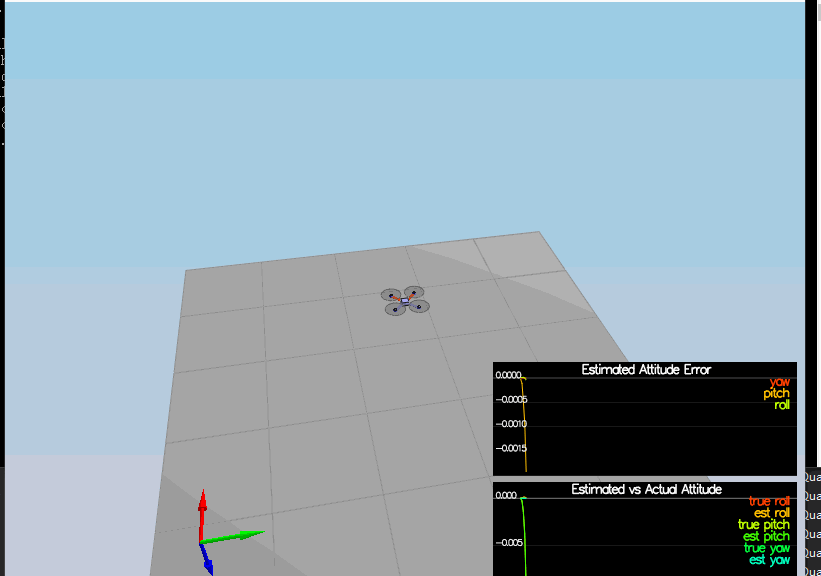 Estimated Attitude Error
0.0000
yaw
pitch
roll
-0.0005
-0.0010
-0.0015
Estimated vs Actual Attitude
0.000
true roll
est roll
true pitch
est pitch
true yaw
est yaw
-0.005
Qua
Qua
Qua
Qua
Qua
Qua